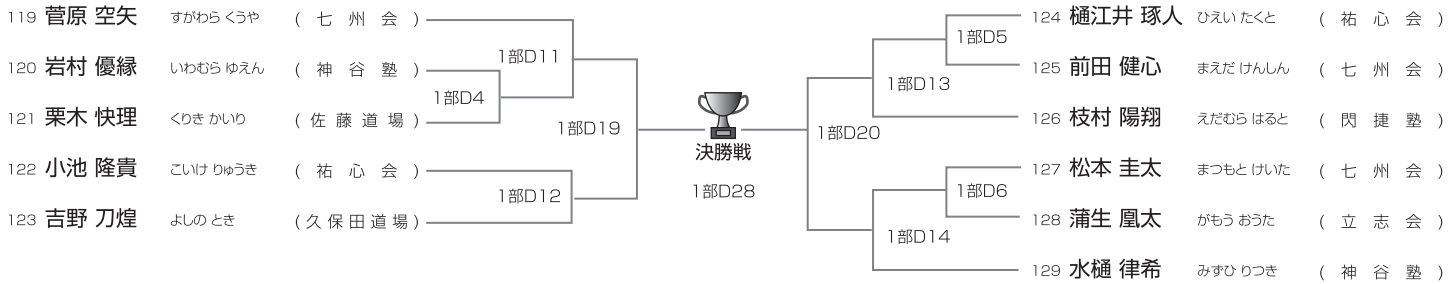 119 菅原 空矢 すがわら くうや (七州会)
120 岩村 優縁 いわむら ゆえん (神谷塾)
121 栗木 快理 くりき かいり (佐藤道場)
122 小池 隆貴 こいけ りゅうき (祐心会)
123 吉野 刀煌 よしの とき (久保田道場)
1部D11
1部D4
1部D19
1部D12
決勝戦
1部D28
1部D5
1部D13
1部D20
1部D6
1部D14
124 樋江井 琢人 ひえい たくと (祐心会)
125 前田 健心 まえだ けんしん (七州会)
126 枝村 陽翔 えだむら はると (閃捷塾)
127 松本 圭太 まつもと けいた (七州会)
128 蒲生 凰太 がもう おうた (立志会)
129 水樋 律希 みずひ りつき (神谷塾)